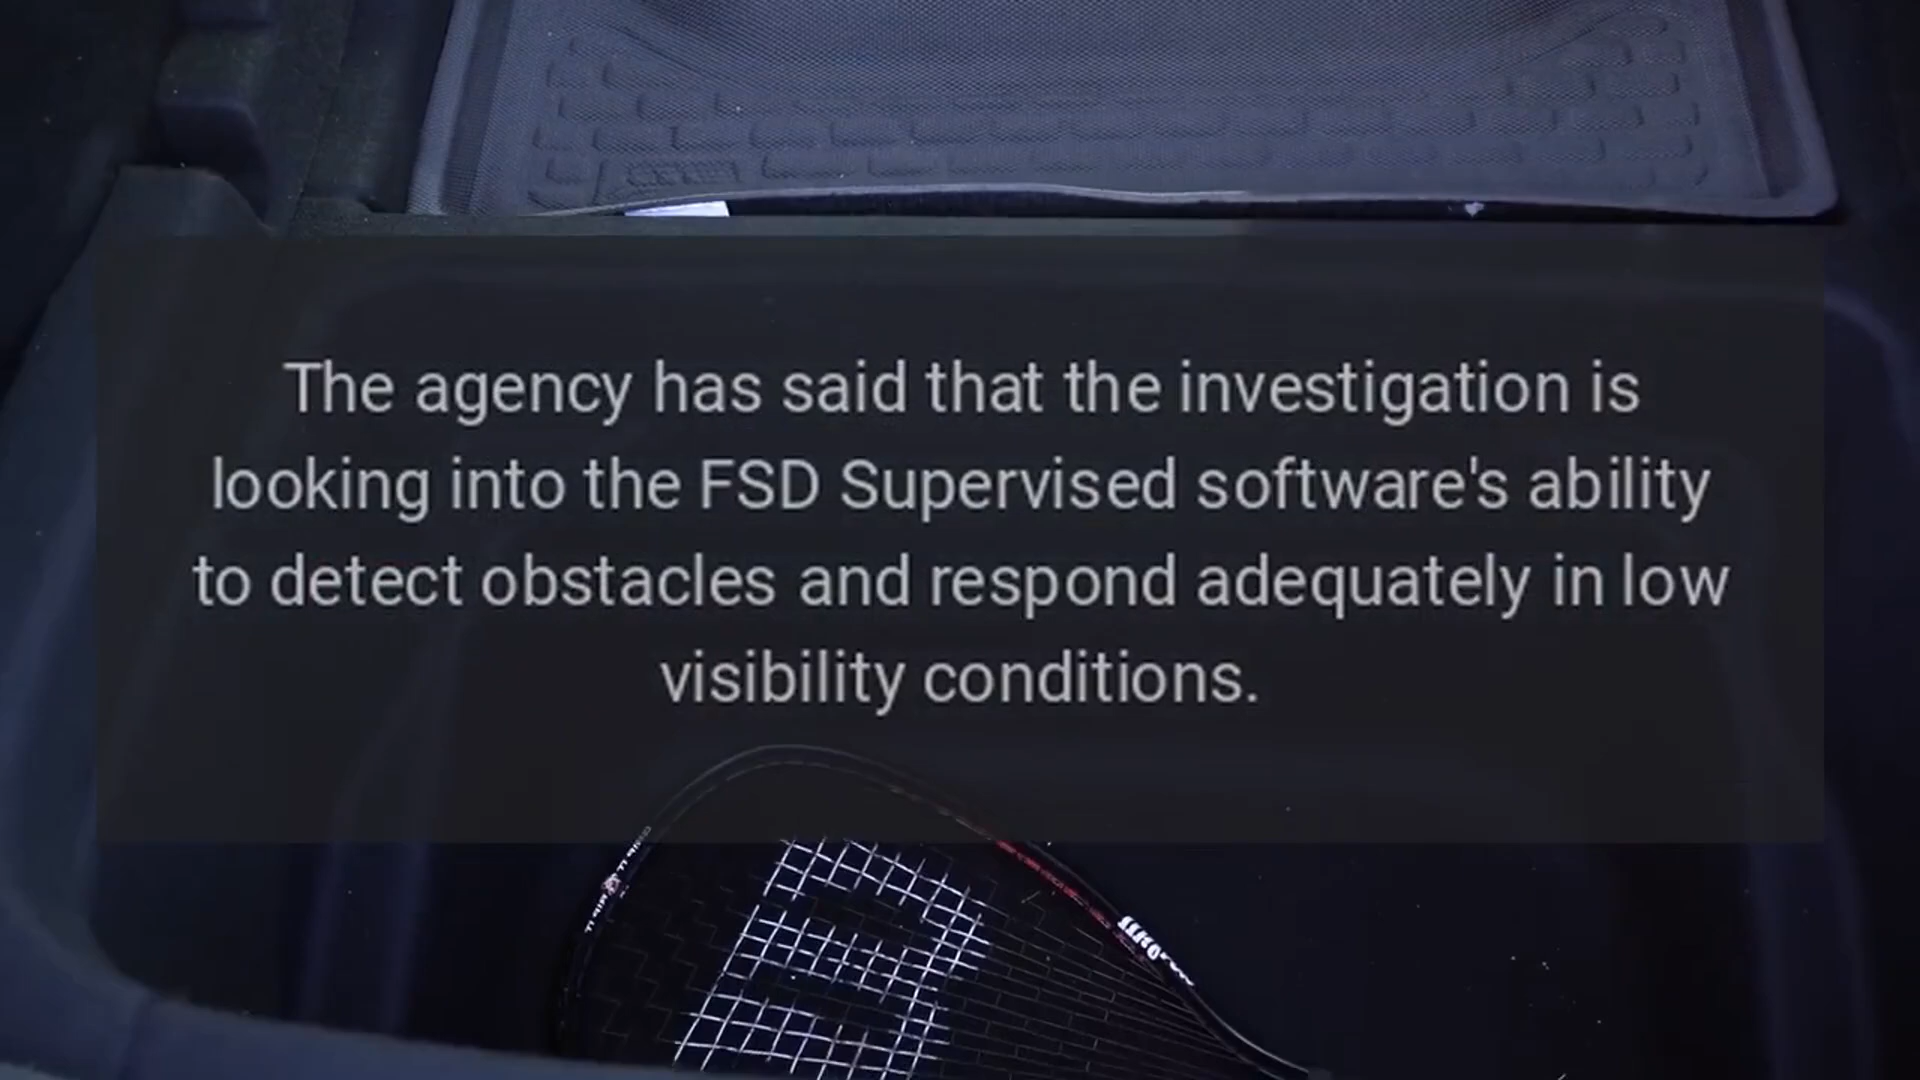 The agency has said that the investigation is
looking into the FSD Supervised software's ability
to detect obstacles and respond adequately in low
visibility conditions.